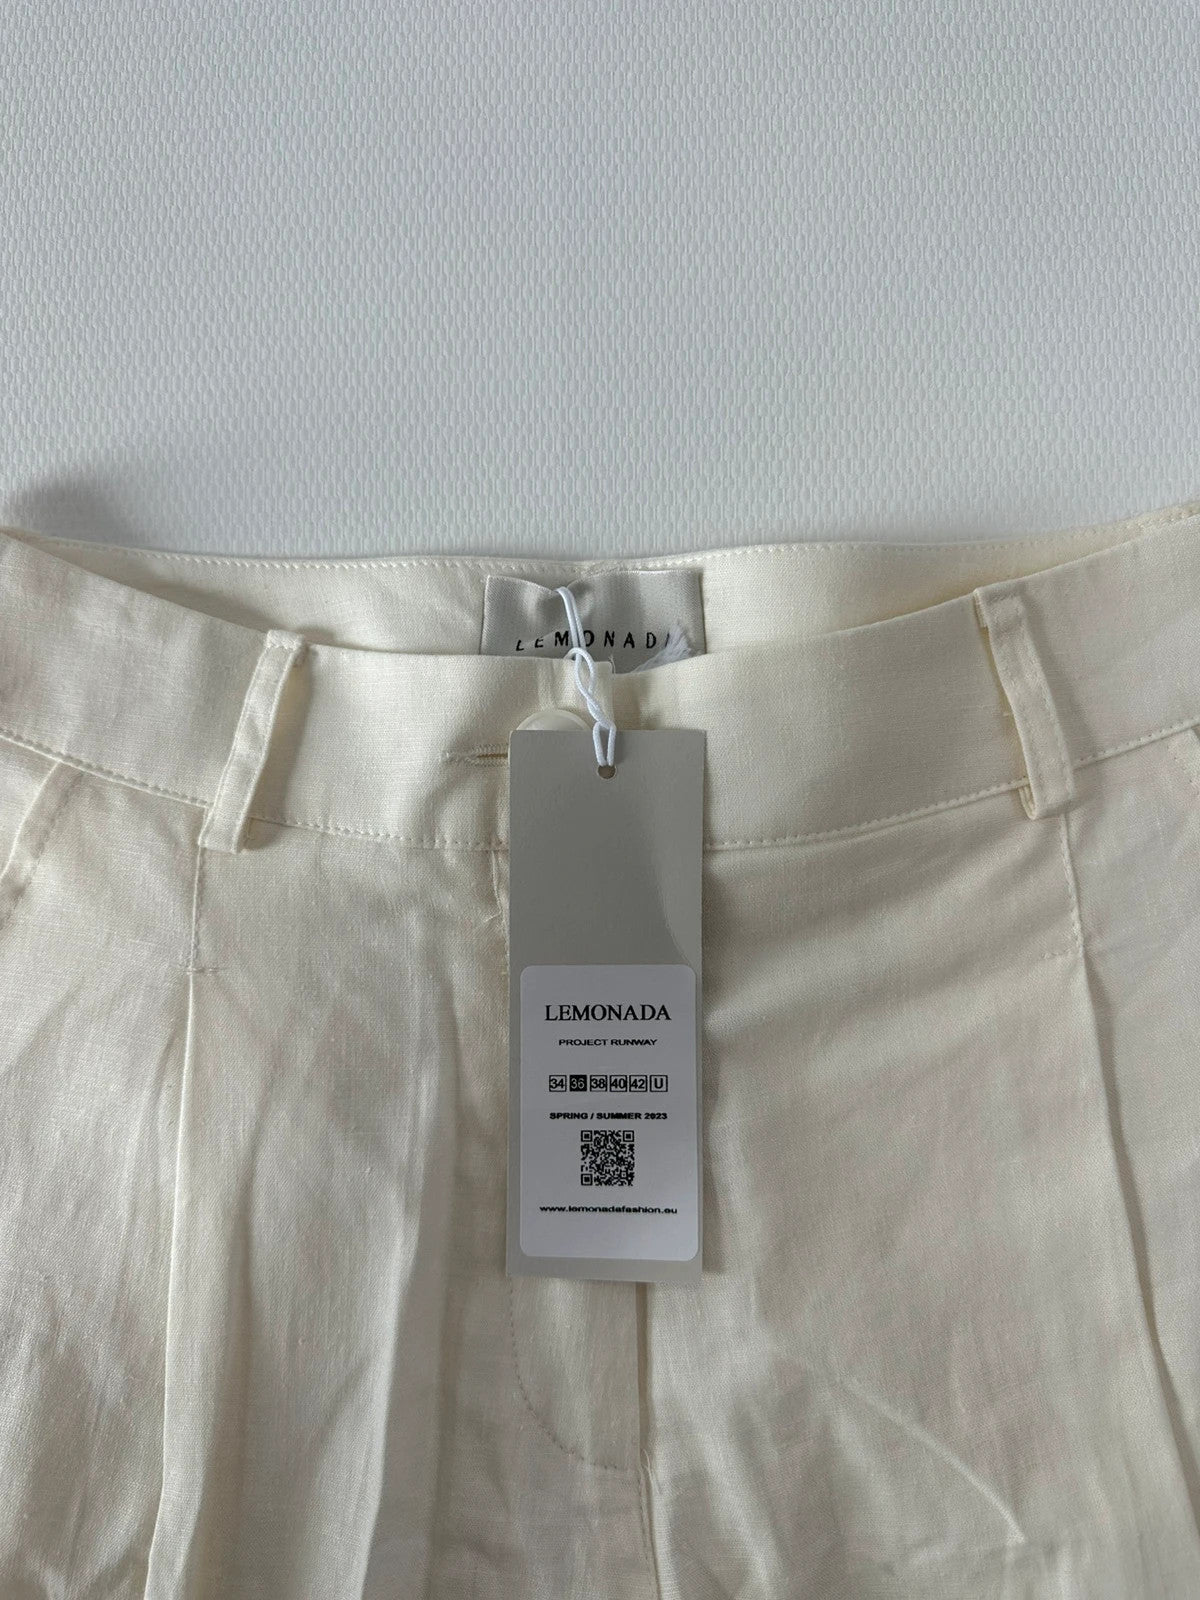 LEMONADA
LEMONADA
PROJECT RUNWAY
34 36 38 40 42 U
SPRING / SUMMER 2023
www.lemonadafashion.eu